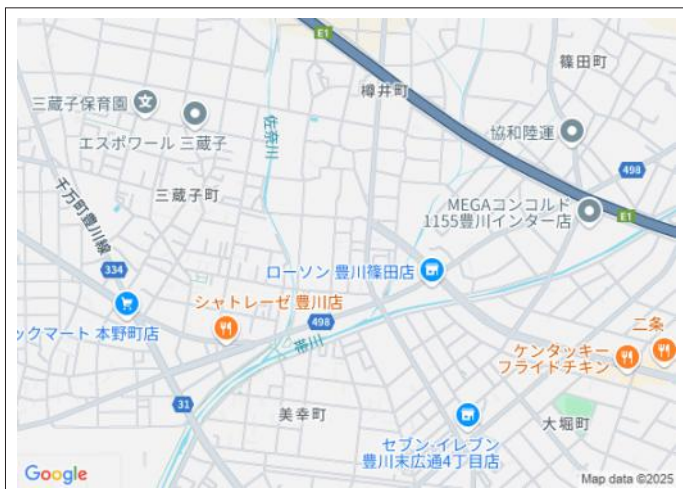 E1
篠田町
樽井町
三蔵子保育園
エスポワール 三蔵子
佐奈川
協和陸運
498
三蔵子町
千万町豊川線
MEGAコンコルド
1155豊川インター店
E1
334
ローソン 豊川篠田店
シャトレーゼ 豊川店
ックマート 本野町店
498
帯川
二条
ケンタッキー
フライドチキン
31
美幸町
大堀町
セブン-イレブン
豊川末広通4丁目店
Google
Map data ©2025